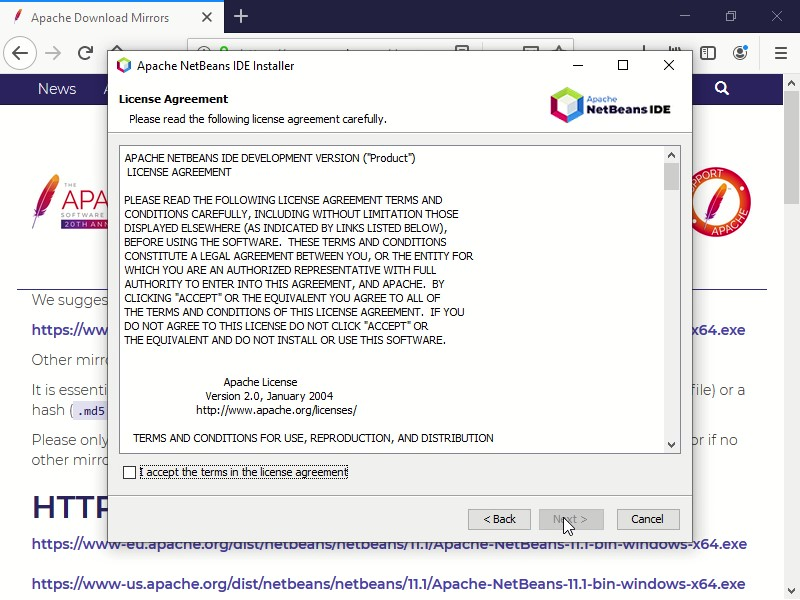 Apache Download Mirrors
Apache NetBeans IDE Installer
News
License Agreement
Please read the following license agreement carefully.
Apache
NetBeans IDE
APACHE NETBEANS IDE DEVELOPMENT VERSION ("Product")
LICENSE AGREEMENT
PLEASE READ THE FOLLOWING LICENSE AGREEMENT TERMS AND
CONDITIONS CAREFULLY, INCLUDING WITHOUT LIMITATION THOSE
DISPLAYED ELSEWHERE (AS INDICATED BY LINKS LISTED BELOW),
BEFORE USING THE SOFTWARE.  THESE TERMS AND CONDITIONS
CONSTITUTE A LEGAL AGREEMENT BETWEEN YOU, OR THE ENTITY FOR
WHICH YOU ARE AN AUTHORIZED REPRESENTATIVE WITH FULL
AUTHORITY TO ENTER INTO THIS AGREEMENT, AND APACHE.  BY
CLICKING "ACCEPT" OR THE EQUIVALENT YOU AGREE TO ALL OF
THE TERMS AND CONDITIONS OF THIS LICENSE AGREEMENT.  IF YOU
DO NOT AGREE TO THIS LICENSE DO NOT CLICK "ACCEPT" OR
THE EQUIVALENT AND DO NOT INSTALL OR USE THIS SOFTWARE.
Apache License
Version 2.0, January 2004
http://www.apache.org/licenses/
TERMS AND CONDITIONS FOR USE, REPRODUCTION, AND DISTRIBUTION
I accept the terms in the license agreement
< Back
Next >
Cancel
THE
APA
SOFTWARE
20TH ANN
PORT
APACHE
We sugges
https://ww
x64.exe
Other mirr
It is essenti
file) or a
hash ( .md5
Please only
or if no
other mirro
HTTP
https://www-eu.apache.org/dist/netbeans/netbeans/11.1/Apache-NetBeans-11.1-bin-windows-x64.exe
https://www-us.apache.org/dist/netbeans/netbeans/11.1/Apache-NetBeans-11.1-bin-windows-x64.exe